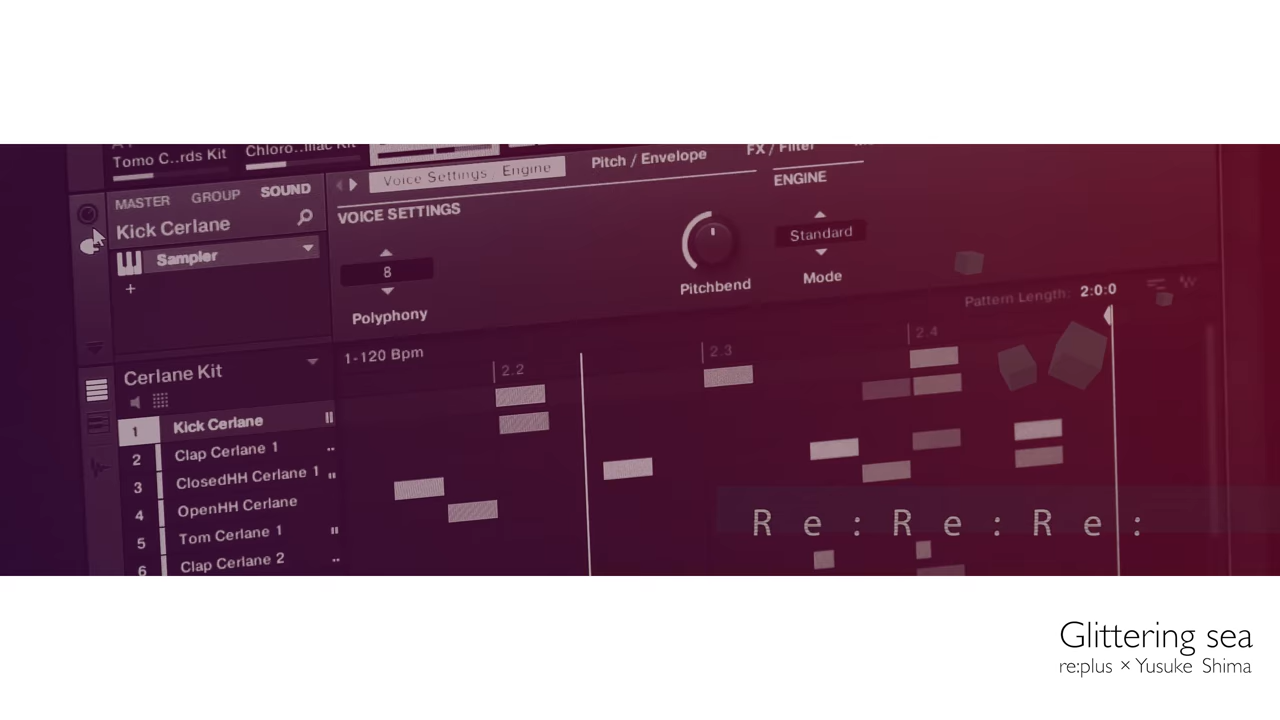 Tomo C..rds Kit
Chloro..mac Kit
MASTER GROUP SOUND
Kick Cerlane
Sampler
+
Voice Settings / Engine
Pitch / Envelope
FX / Filter
VOICE SETTINGS
8
Polyphony
Pitchbend
ENGINE
Standard
Mode
Pattern Length: 2:0:0
1-120 Bpm
2.2
2.3
2.4
Cerlane Kit
1 Kick Cerlane
2 Clap Cerlane 1
3 ClosedHH Cerlane 1
4 OpenHH Cerlane
5 Tom Cerlane 1
6 Clap Cerlane 2
Re:Re:Re:
Glittering sea
re:plus × Yusuke Shima